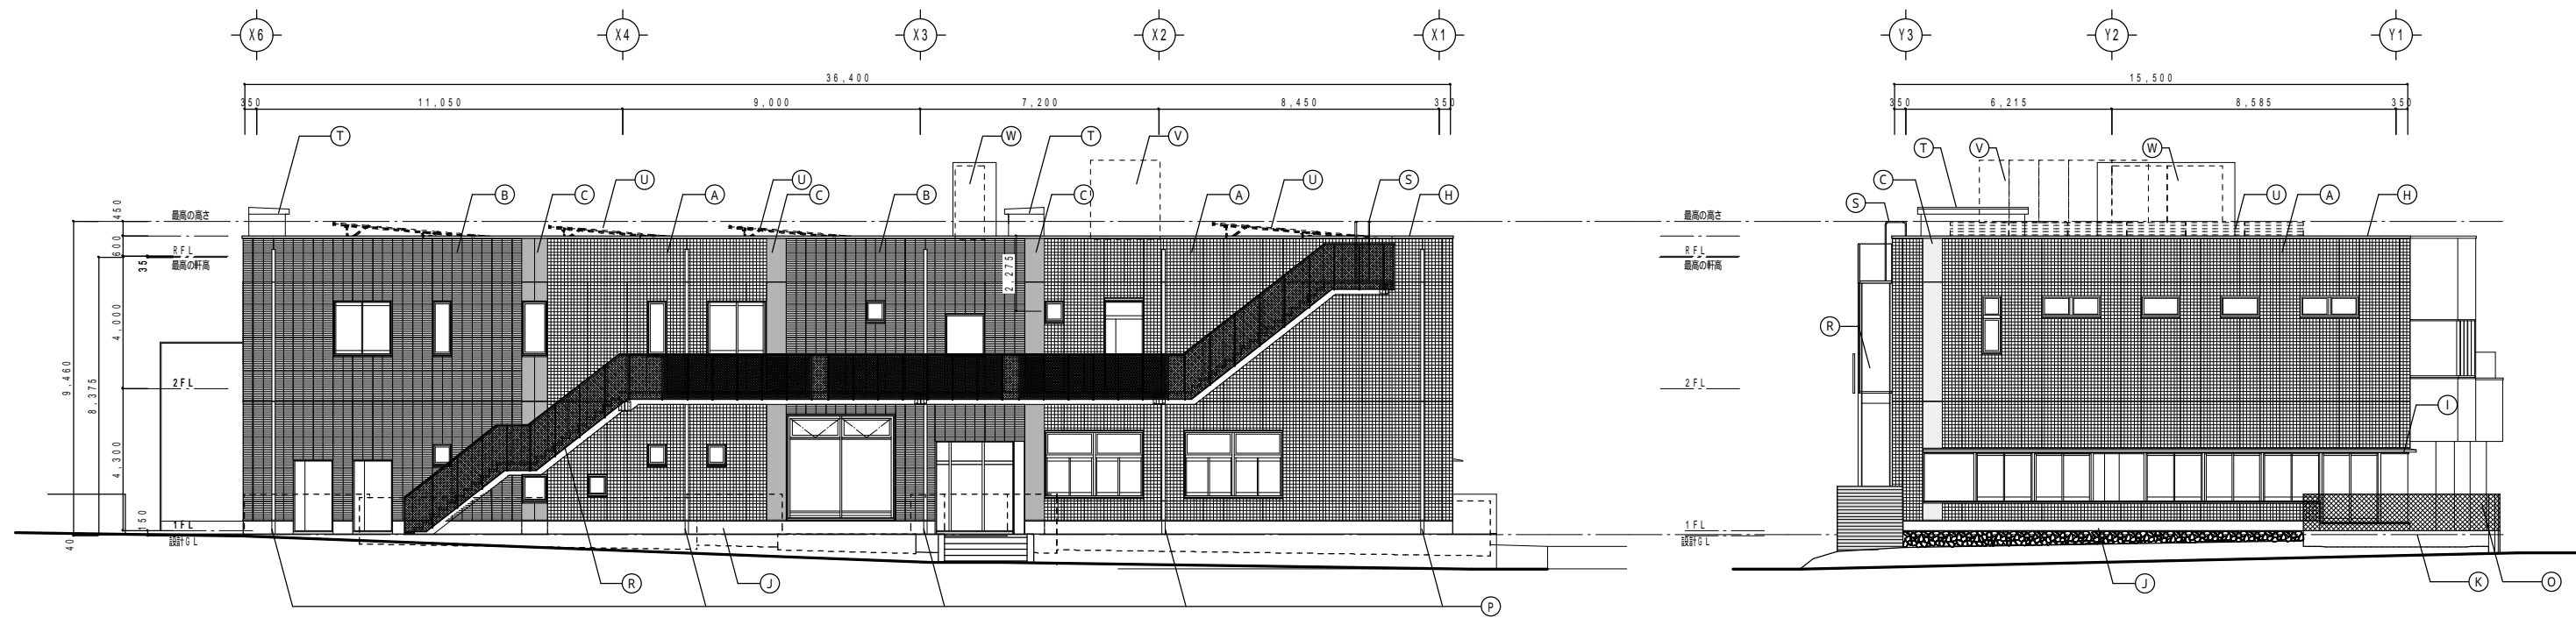 X6 X4 X3 X2 X1 Y3 Y2 Y1
36,400 15,500
350 11,050 9,000 7,200 8,450 350 350 6,215 8,585 350
T W T V T V W
B C U A U C B C A U S H C U A H
S
450 最高の高さ 最高の高さ
600 RFL RFL
35 最高の軒高 最高の軒高
2,275
4,000
R
9,460 8,375 2FL 2FL
I
4,300
150 1FL 1FL
40 設計GL 設計GL
R J J K O
P